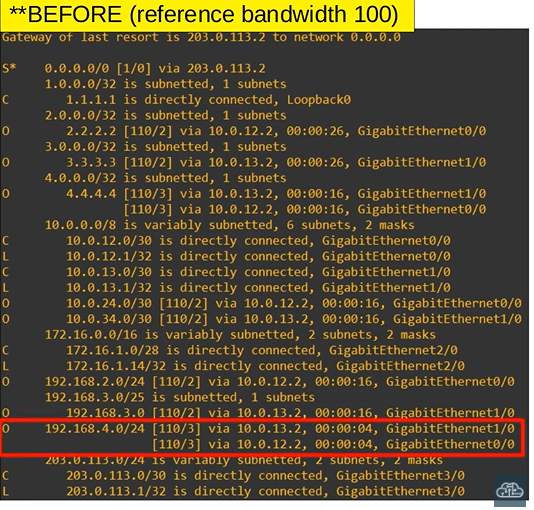 **BEFORE (reference bandwidth 100)
Gateway of last resort is 203.0.113.2 to network 0.0.0.0
S* 0.0.0.0/0 [1/0] via 203.0.113.2
1.0.0.0/32 is subnetted, 1 subnets
C 1.1.1.1 is directly connected, Loopback0
2.0.0.0/32 is subnetted, 1 subnets
O 2.2.2.2 [110/2] via 10.0.12.2, 00:00:26, GigabitEthernet0/0
3.0.0.0/32 is subnetted, 1 subnets
O 3.3.3.3 [110/2] via 10.0.13.2, 00:00:26, GigabitEthernet1/0
4.0.0.0/32 is subnetted, 1 subnets
O 4.4.4.4 [110/3] via 10.0.13.2, 00:00:16, GigabitEthernet1/0
[110/3] via 10.0.12.2, 00:00:16, GigabitEthernet0/0
10.0.0.0/8 is variably subnetted, 6 subnets, 2 masks
C 10.0.12.0/30 is directly connected, GigabitEthernet0/0
L 10.0.12.1/32 is directly connected, GigabitEthernet0/0
C 10.0.13.0/30 is directly connected, GigabitEthernet1/0
L 10.0.13.1/32 is directly connected, GigabitEthernet1/0
O 10.0.24.0/30 [110/2] via 10.0.12.2, 00:00:16, GigabitEthernet0/0
O 10.0.34.0/30 [110/2] via 10.0.13.2, 00:00:16, GigabitEthernet1/0
172.16.0.0/16 is variably subnetted, 2 subnets, 2 masks
C 172.16.1.0/28 is directly connected, GigabitEthernet2/0
L 172.16.1.14/32 is directly connected, GigabitEthernet2/0
O 192.168.2.0/24 [110/2] via 10.0.12.2, 00:00:16, GigabitEthernet0/0
192.168.3.0/25 is subnetted, 1 subnets
O 192.168.3.0 [110/2] via 10.0.13.2, 00:00:16, GigabitEthernet1/0
O 192.168.4.0/24 [110/3] via 10.0.13.2, 00:00:04, GigabitEthernet1/0
[110/3] via 10.0.12.2, 00:00:04, GigabitEthernet0/0
203.0.113.0/24 is variably subnetted, 2 subnets, 2 masks
C 203.0.113.0/30 is directly connected, GigabitEthernet3/0
L 203.0.113.1/32 is directly connected, GigabitEthernet3/0